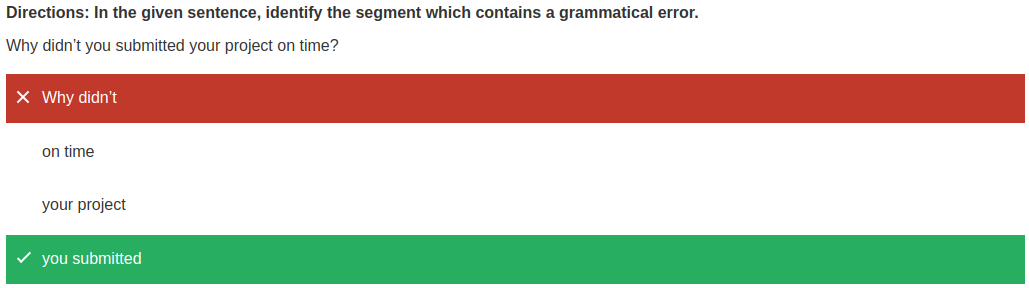 Directions: In the given sentence, identify the segment which contains a grammatical error.
Why didn’t you submitted your project on time?
Why didn’t
on time
your project
you submitted